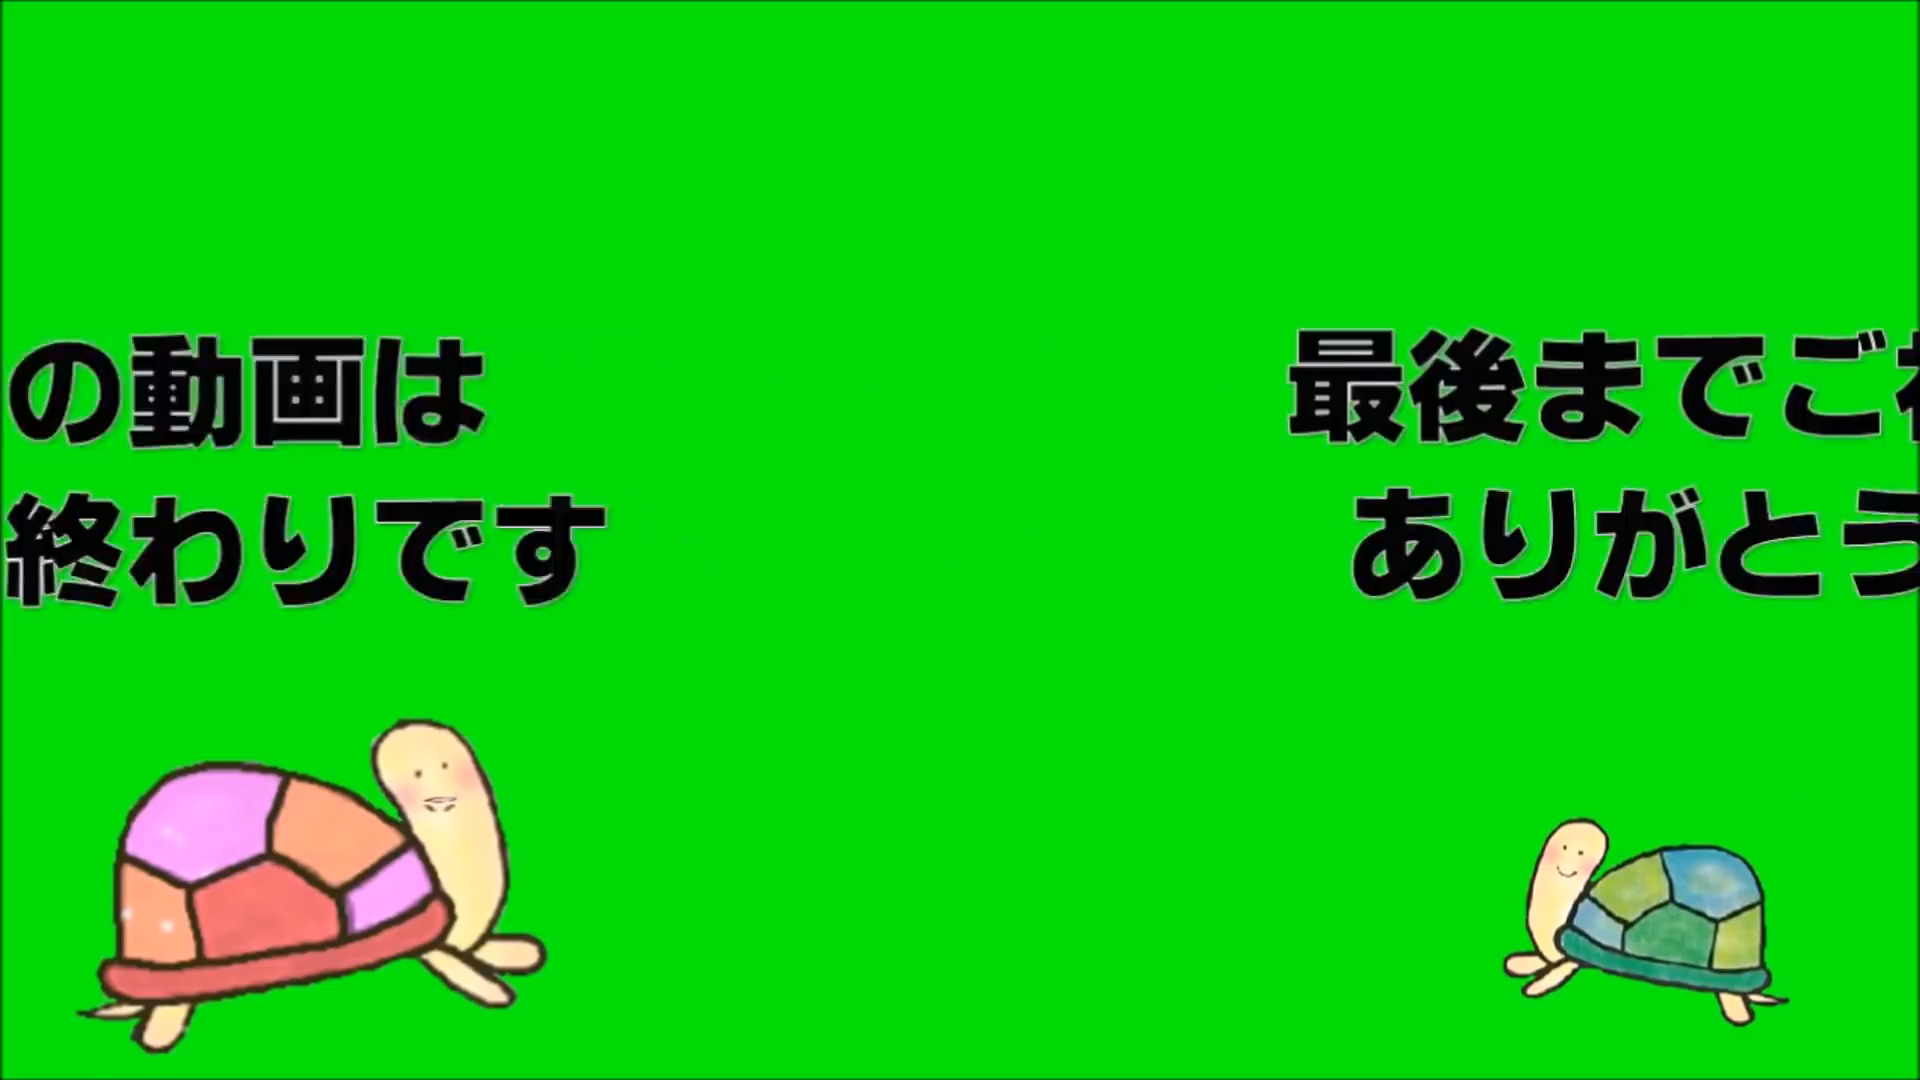 の動画は
終わりです
最後までご
ありがとう